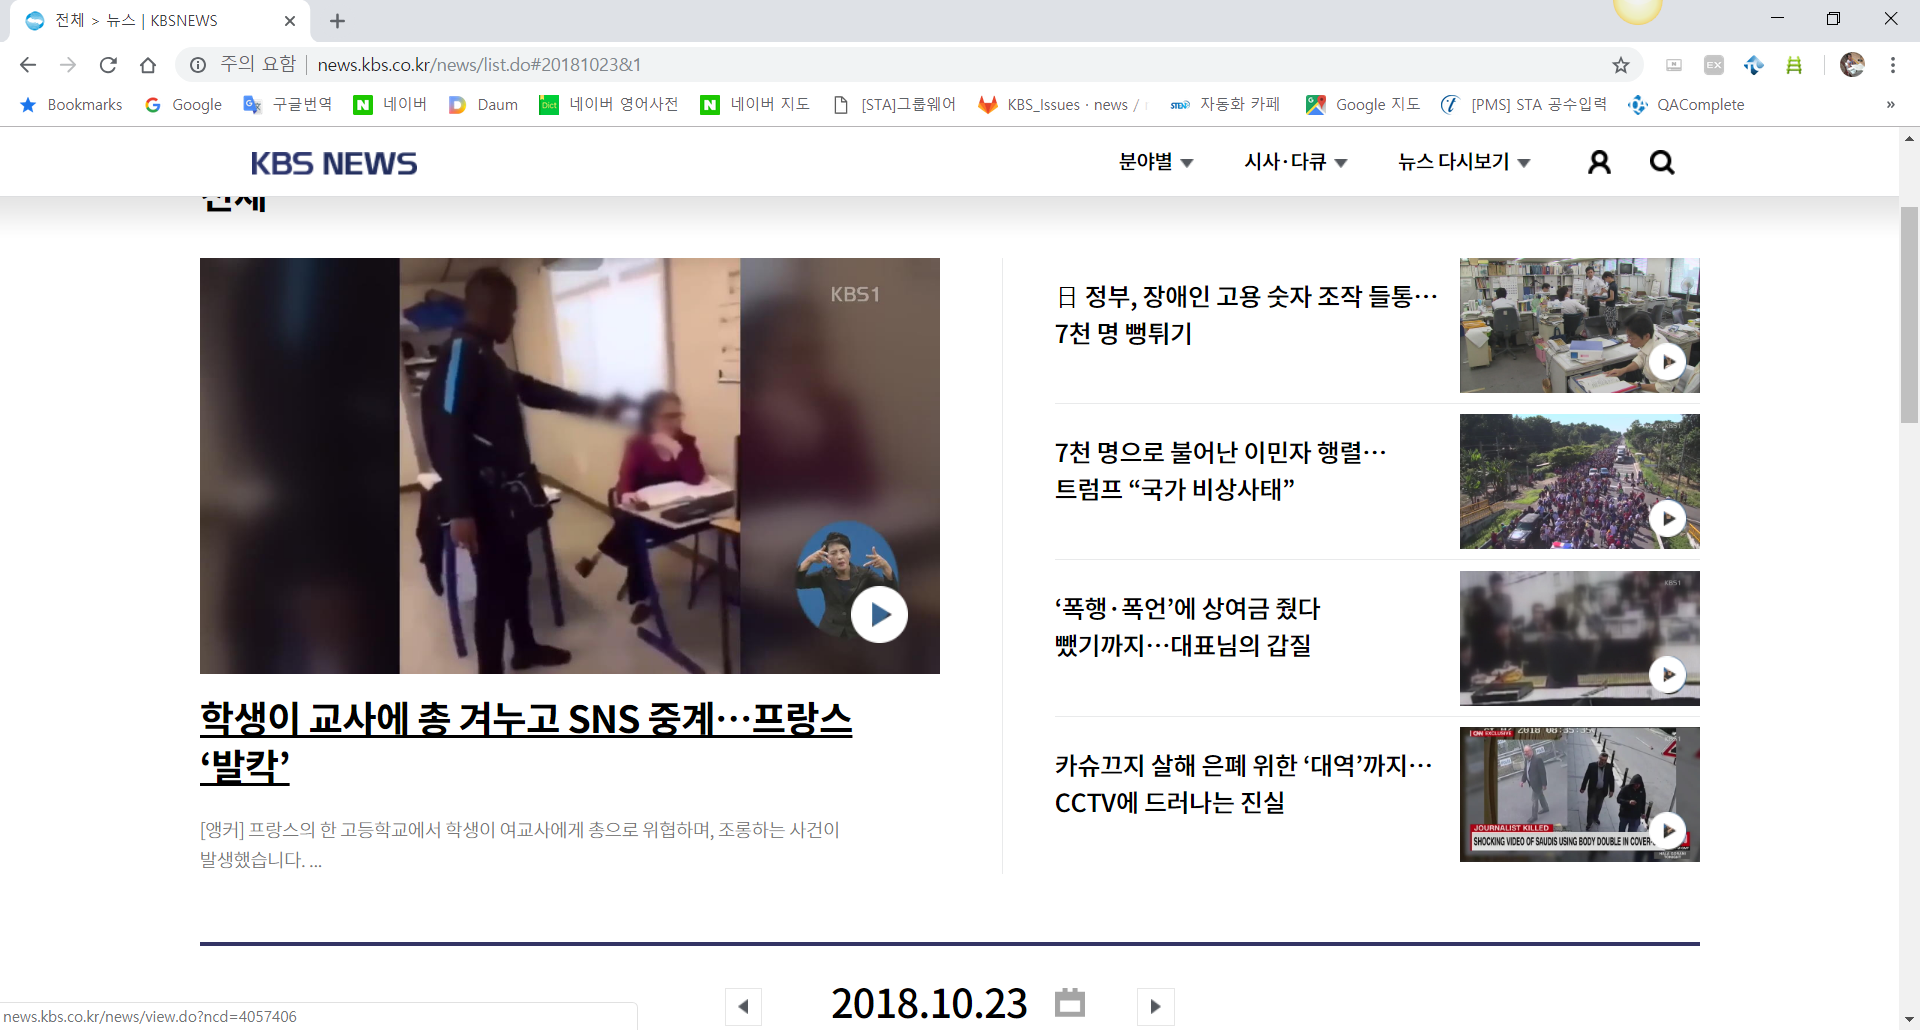 전체 > 뉴스 | KBSNEWS
주의 요함 | news.kbs.co.kr/news/list.do#20181023&1
EX
Bookmarks Google 구글번역 네이버 Daum 네이버 영어사전 네이버 지도 [STA]그룹웨어 KBS_Issues · news / 자동화 카페 Google 지도 [PMS] STA 공수입력 QAComplete »
KBS NEWS 분야별 시사·다큐 뉴스 다시보기
전체
KBS1
학생이 교사에 총 겨누고 SNS 중계…프랑스
‘발칵’
[앵커] 프랑스의 한 고등학교에서 학생이 여교사에게 총으로 위협하며, 조롱하는 사건이
발생했습니다. ...
日 정부, 장애인 고용 숫자 조작 들통…
7천 명 뻥튀기
7천 명으로 불어난 이민자 행렬…
트럼프 “국가 비상사태”
‘폭행·폭언’에 상여금 줬다
뺐기까지…대표님의 갑질
KBS1
카슈끄지 살해 은폐 위한 ‘대역’까지…
CCTV에 드러나는 진실
CNN EXCLUSIVE
JOURNALIST KILLED
SHOCKING VIDEO OF SAUDIS USING BODY DOUBLE IN COVER-
2018.10.23
news.kbs.co.kr/news/view.do?ncd=4057406